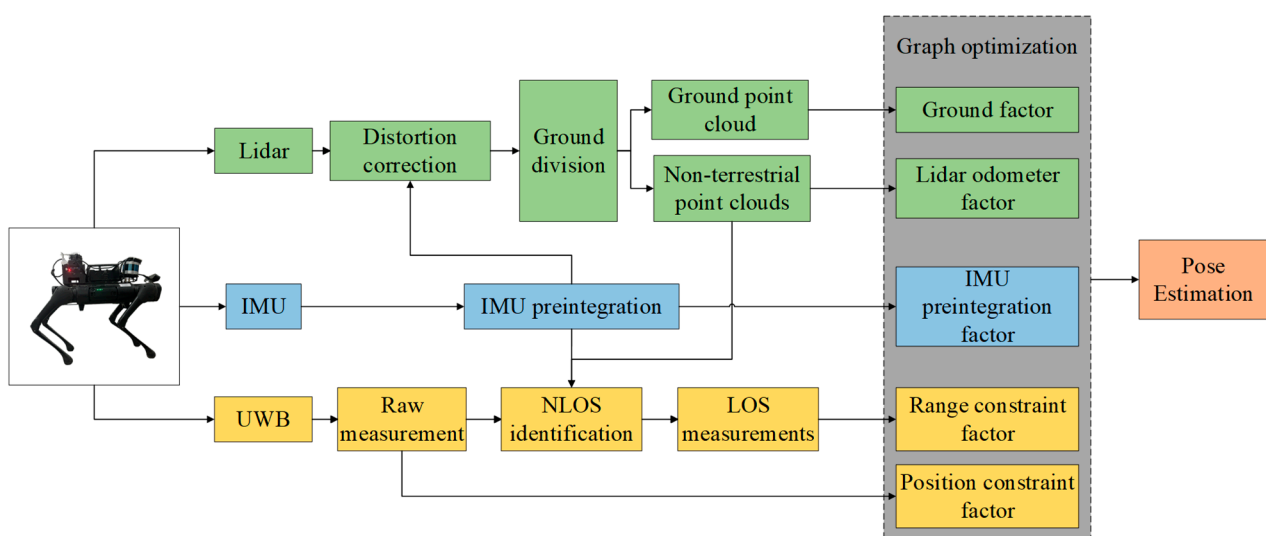 Graph optimization
Ground point
cloud
Ground factor
Lidar
Distortion
correction
Ground
division
Non-terrestrial
point clouds
Lidar odometer
factor
IMU
IMU preintegration
IMU
preintegration
factor
Pose
Estimation
UWB
Raw
measurement
NLOS
identification
LOS
measurements
Range constraint
factor
Position constraint
factor